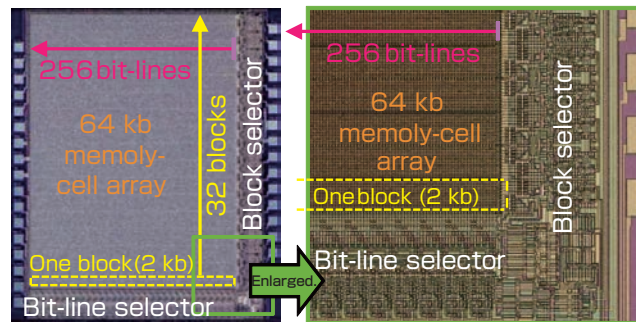 256 bit-lines
64 kb
memoly-
cell array
32 blocks
Block selector
One block (2 kb)
Bit-line selector
Enlarged.
256 bit-lines
64 kb
memoly-cell
array
One block (2 kb)
Block selector
Bit-line selector